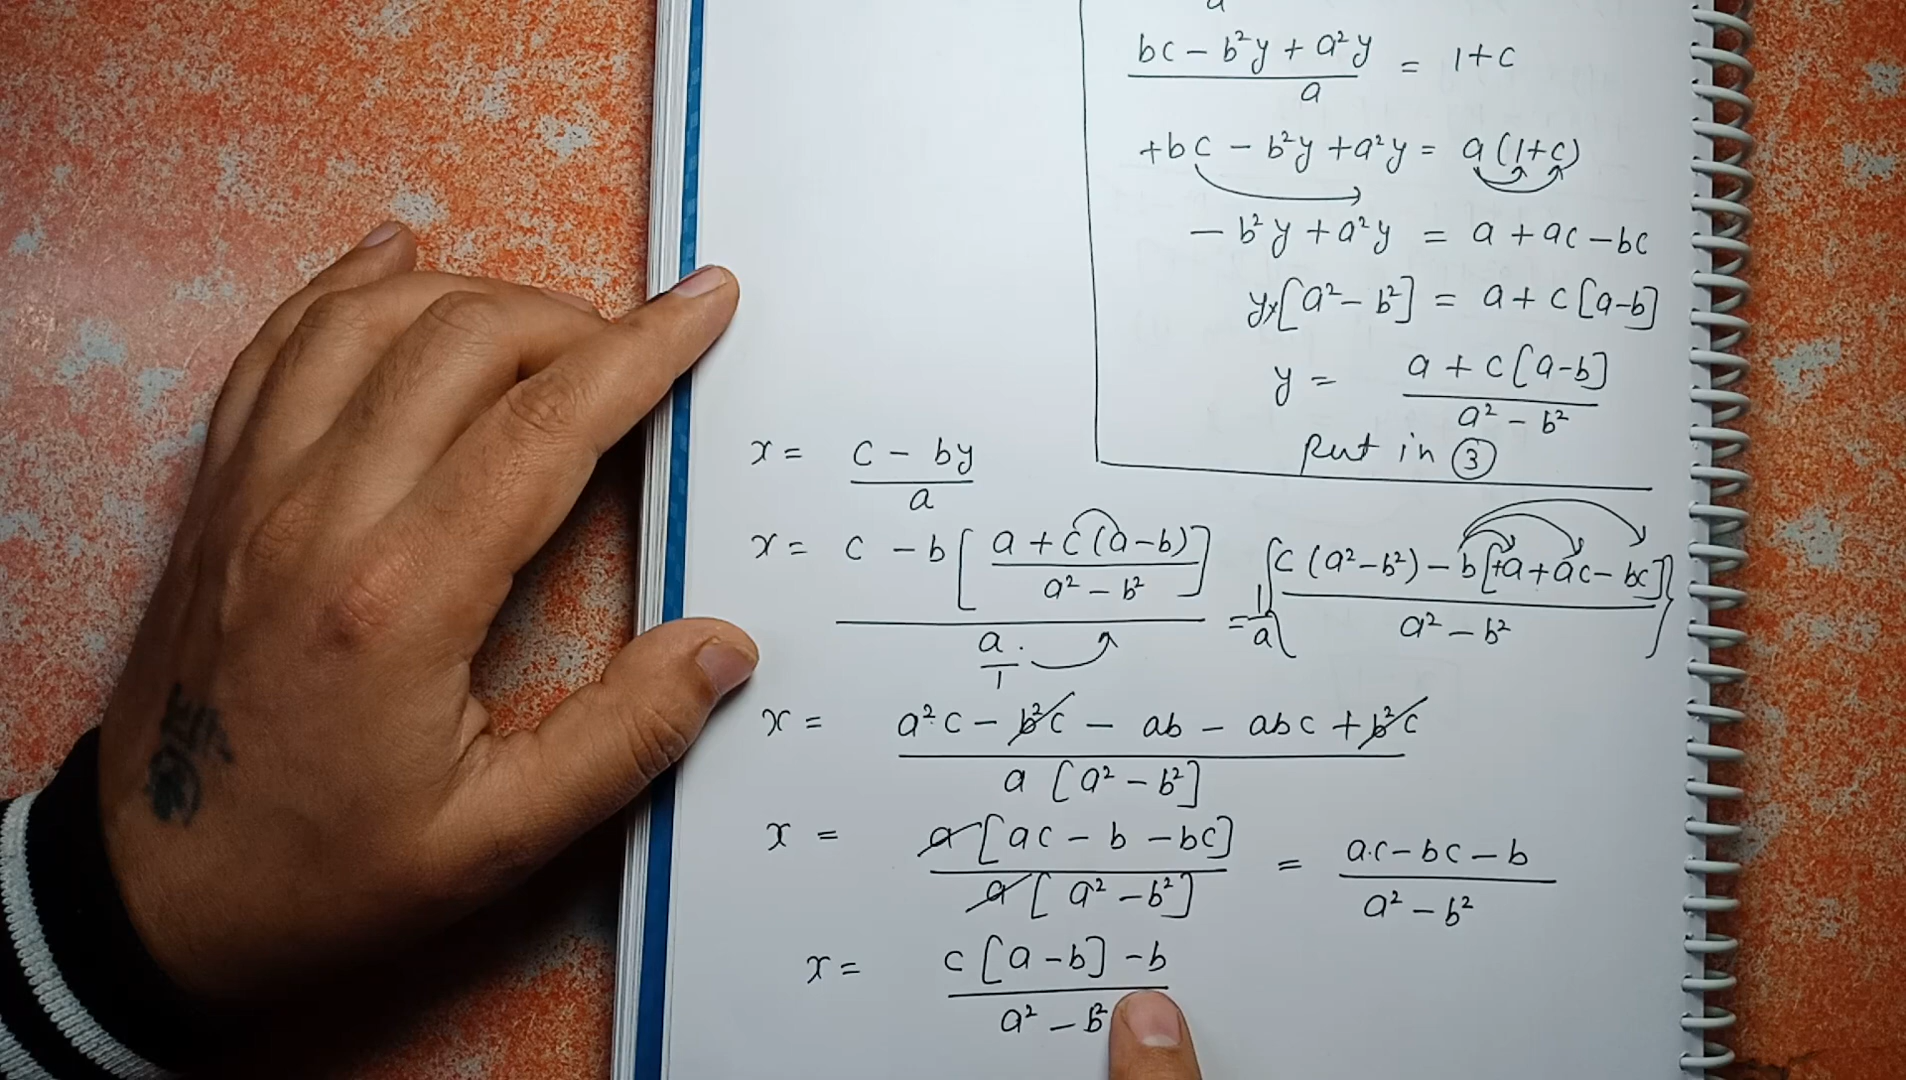 a
bc - b²y + a²y / a = 1+c
+bc - b²y + a²y = a(1+c)
- b²y + a²y = a + ac - bc
y×[a² - b²] = a + c[a-b]
y = a + c[a-b] / a² - b²
Put in ③
x = c - by / a
x = c - b[a + c(a-b) / a² - b²] / a/1 = 1/a {c(a²-b²) - b[+a+ac-bc] / a² - b²}
x = a²c - b²c - ab - abc + b²c / a[a² - b²]
x = a[ac - b - bc] / a[a² - b²] = a.c - bc - b / a² - b²
x = c[a-b] - b / a² - b²